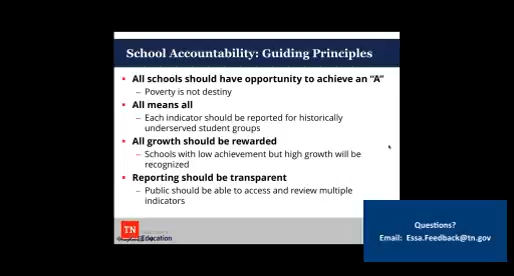 School Accountability: Guiding Principles
• All schools should have opportunity to achieve an “A”
– Poverty is not destiny
• All means all
– Each indicator should be reported for historically
underserved student groups
• All growth should be rewarded
– Schools with low achievement but high growth will be
recognized
• Reporting should be transparent
– Public should be able to access and review multiple
indicators
TN
Education
Questions?
Email: Essa.Feedback@tn.gov